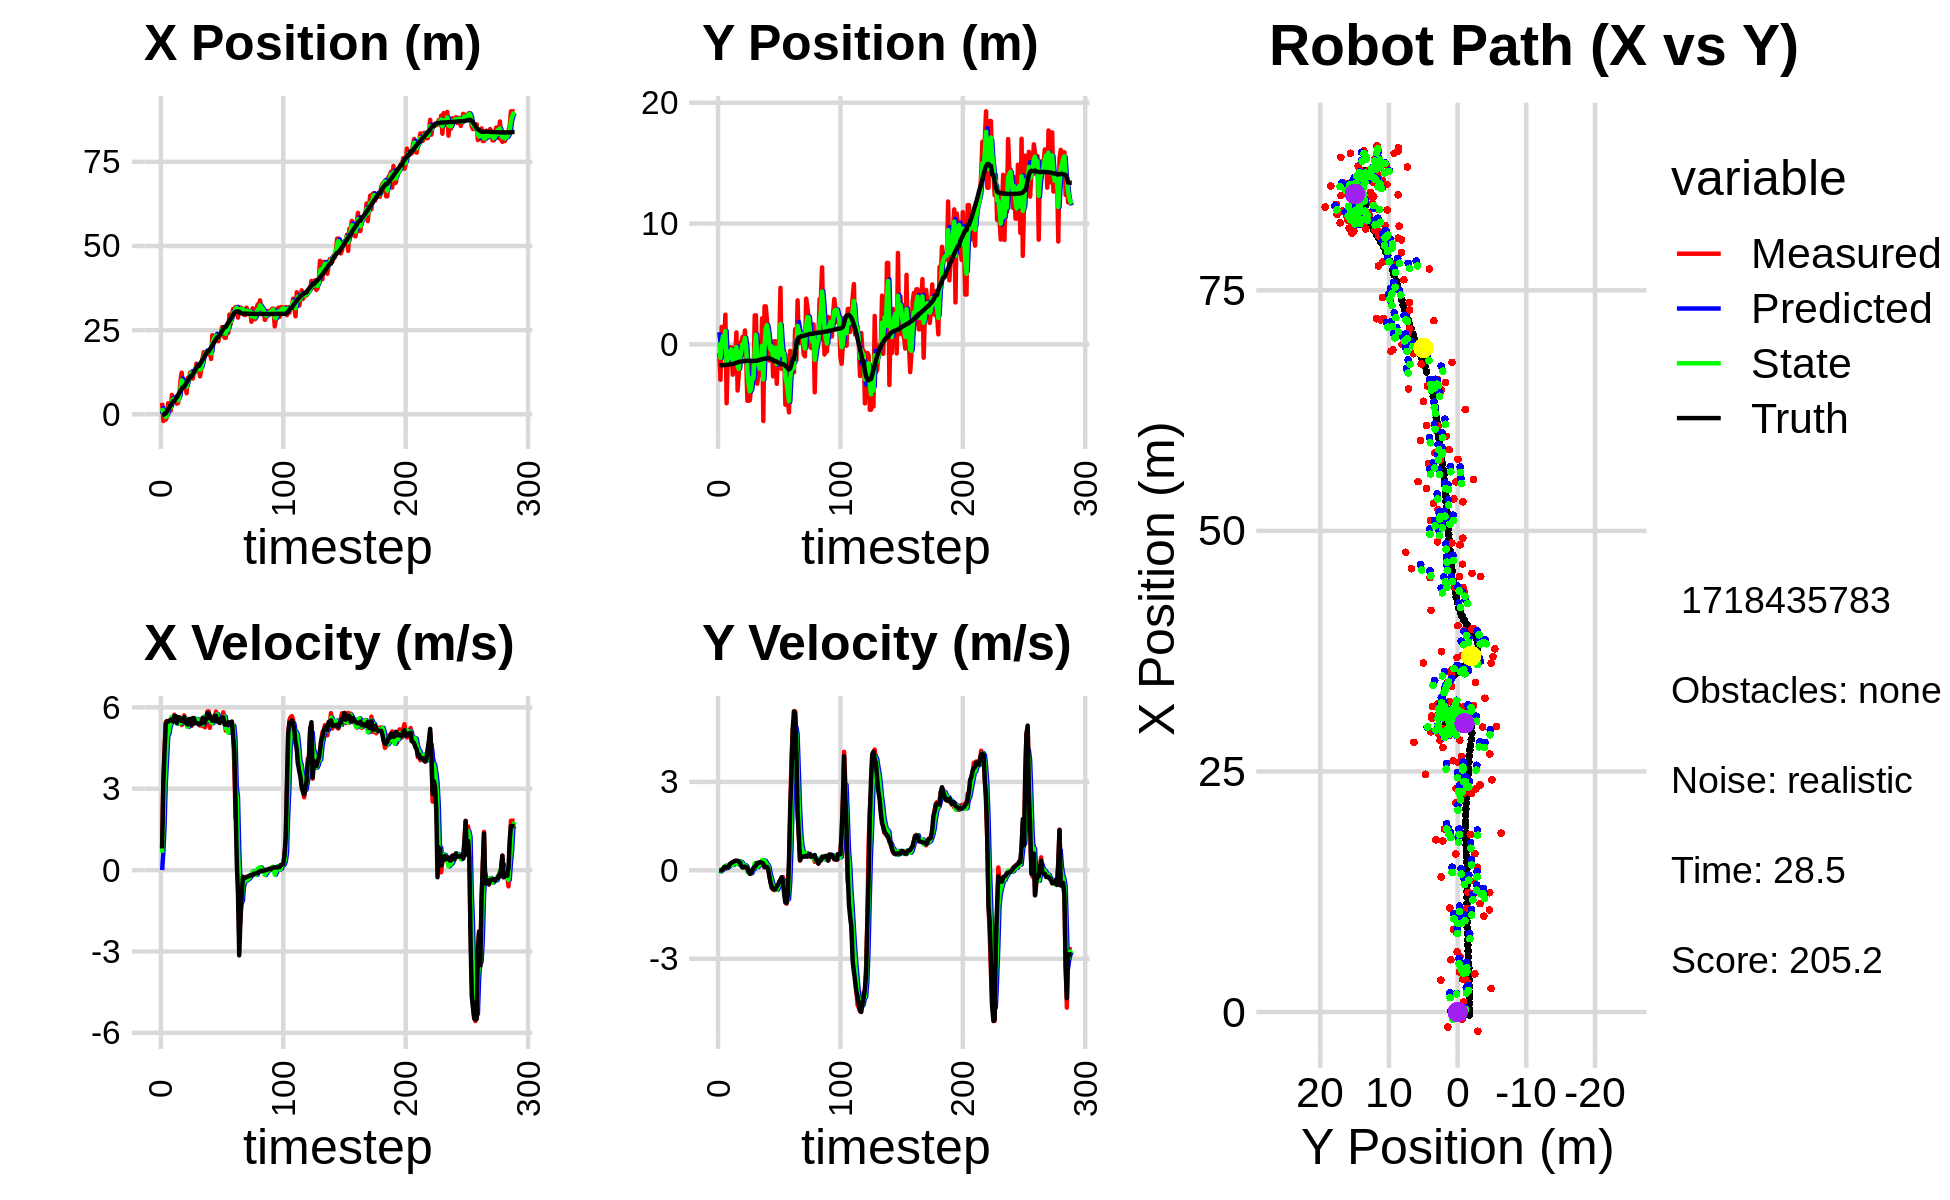 X Position (m)
75
50
25
0
0
100
200
300
timestep
Y Position (m)
20
10
0
0
100
200
300
timestep
X Velocity (m/s)
6
3
0
-3
-6
0
100
200
300
timestep
Y Velocity (m/s)
3
0
-3
0
100
200
300
timestep
Robot Path (X vs Y)
X Position (m)
75
50
25
0
20 10 0 -10 -20
Y Position (m)
variable
Measured
Predicted
State
Truth
1718435783
Obstacles: none
Noise: realistic
Time: 28.5
Score: 205.2